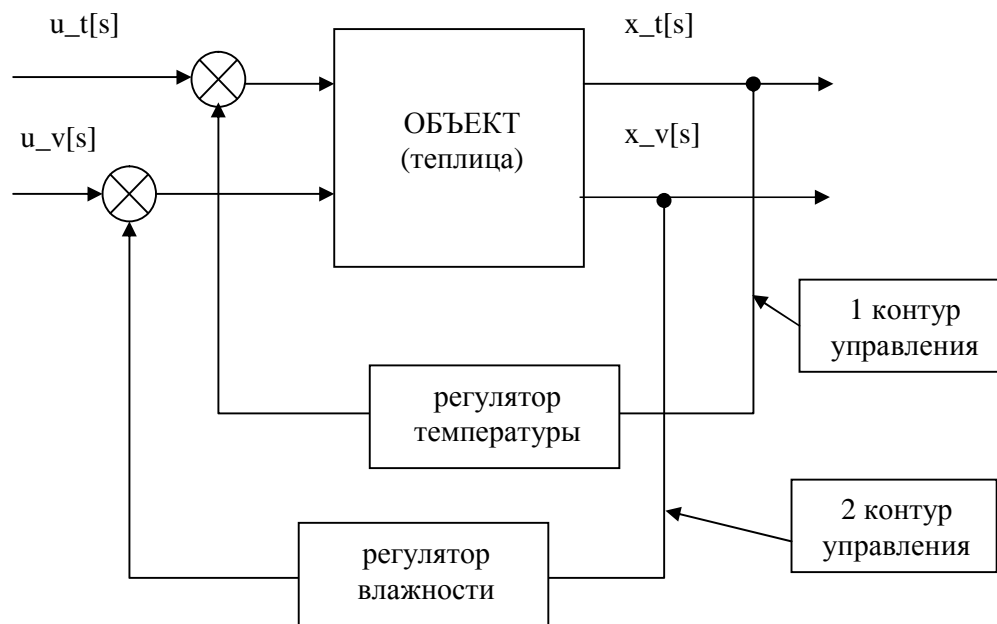 u_t[s]
x_t[s]
ОБЪЕКТ
(теплица)
u_v[s]
x_v[s]
1 контур
управления
регулятор
температуры
2 контур
управления
регулятор
влажности